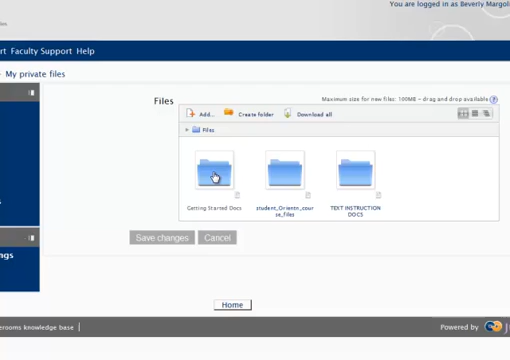 You are logged in as Beverly Margol
rt Faculty Support Help
My private files
Files
Maximum size for new files: 100MB - drag and drop available
Add...
Create folder
Download all
Files
Getting Started Docs
student_Orientn_cour
se_files
TEXT INSTRUCTION
DOCS
Save changes
Cancel
ngs
Home
erooms knowledge base
Powered by